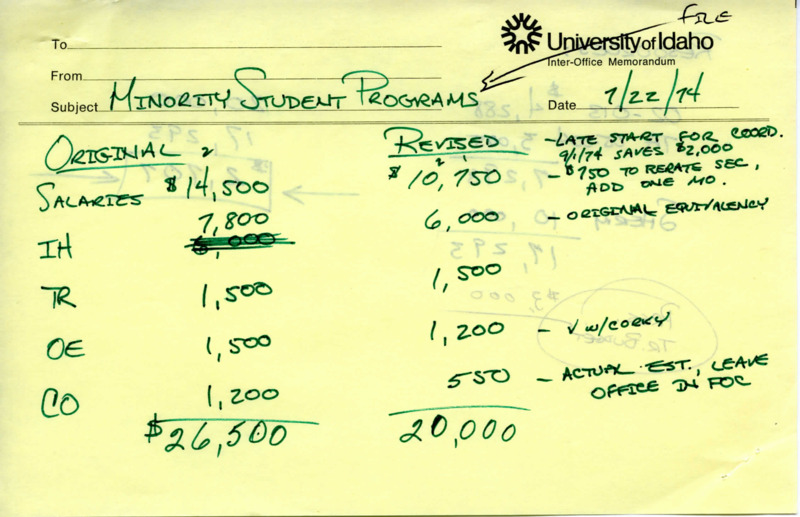 FILE
To
University of Idaho
Inter-Office Memorandum
From
Subject MINORITY STUDENT PROGRAMS
Date 7/22/74
ORIGINAL 2
REVISED
- LATE START FOR COORD.
9/1/74 SAVES $2,000
SALARIES $14,500 $10,750 - $750 TO RERATE SEC,
ADD ONE MO.
7,800
IH 6,000 - ORIGINAL EQUIVALENCY
TR 1,500 1,500
OE 1,500 1,200 - √ W/CORKY
CO 1,200 550 - ACTUAL EST., LEAVE
OFFICE IN FOC
$26,500 20,000